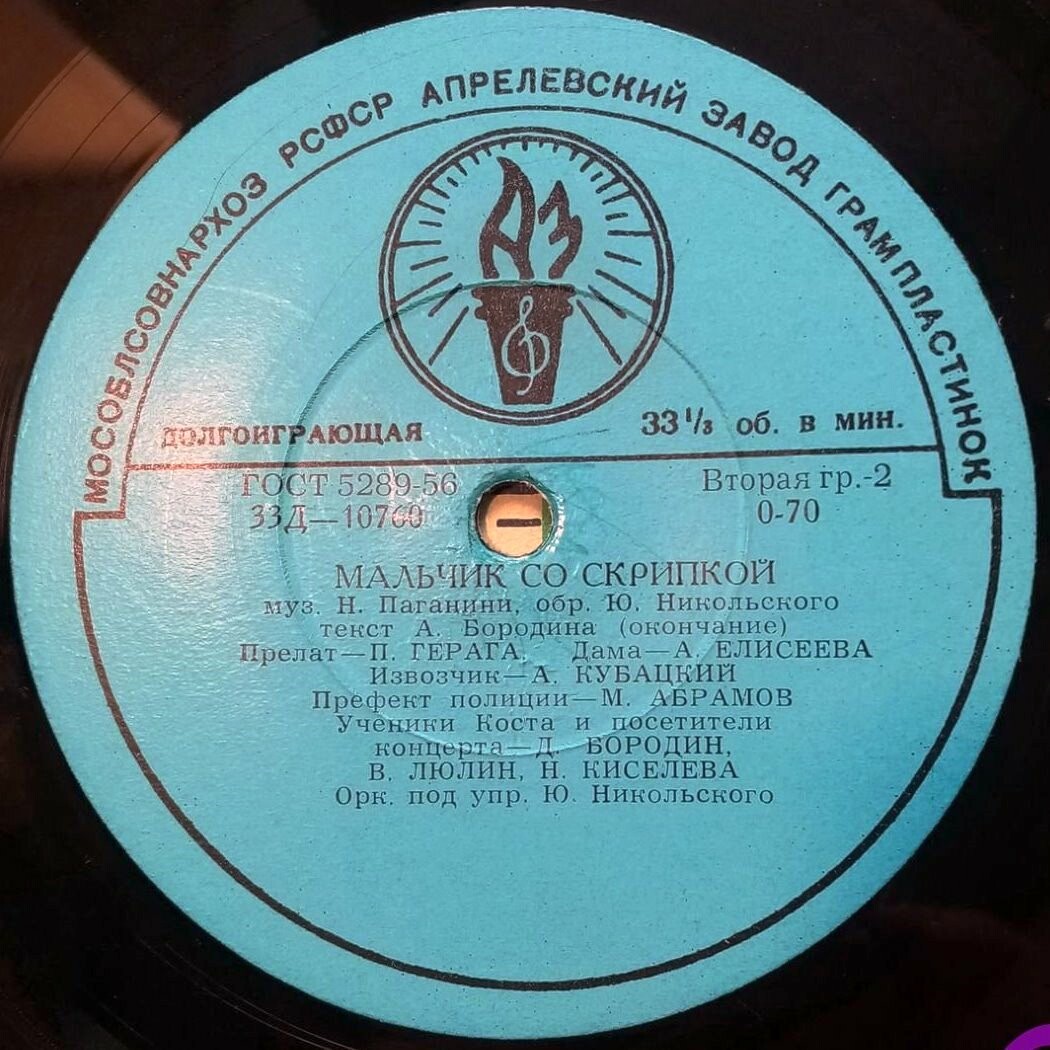 МОСОБЛСОВНАРХОЗ РСФСР АПРЕЛЕВСКИЙ ЗАВОД ГРАМПЛАСТИНОК
АЗ
ДОЛГОИГРАЮЩАЯ 33 1/3 об. в мин.
ГОСТ 5289-56 Вторая гр.-2
33Д—10760 0-70
МАЛЬЧИК СО СКРИПКОЙ
муз. Н. Паганини, обр. Ю. Никольского
текст А. Бородина (окончание)
Прелат—П. ГЕРАГА Дама—А. ЕЛИСЕЕВА
Извозчик—А. КУБАЦКИЙ
Префект полиции—М. АБРАМОВ
Ученики Коста и посетители
концерта—Д. БОРОДИН,
В. ЛЮЛИН, Н. КИСЕЛЕВА
Орк. под упр. Ю. Никольского